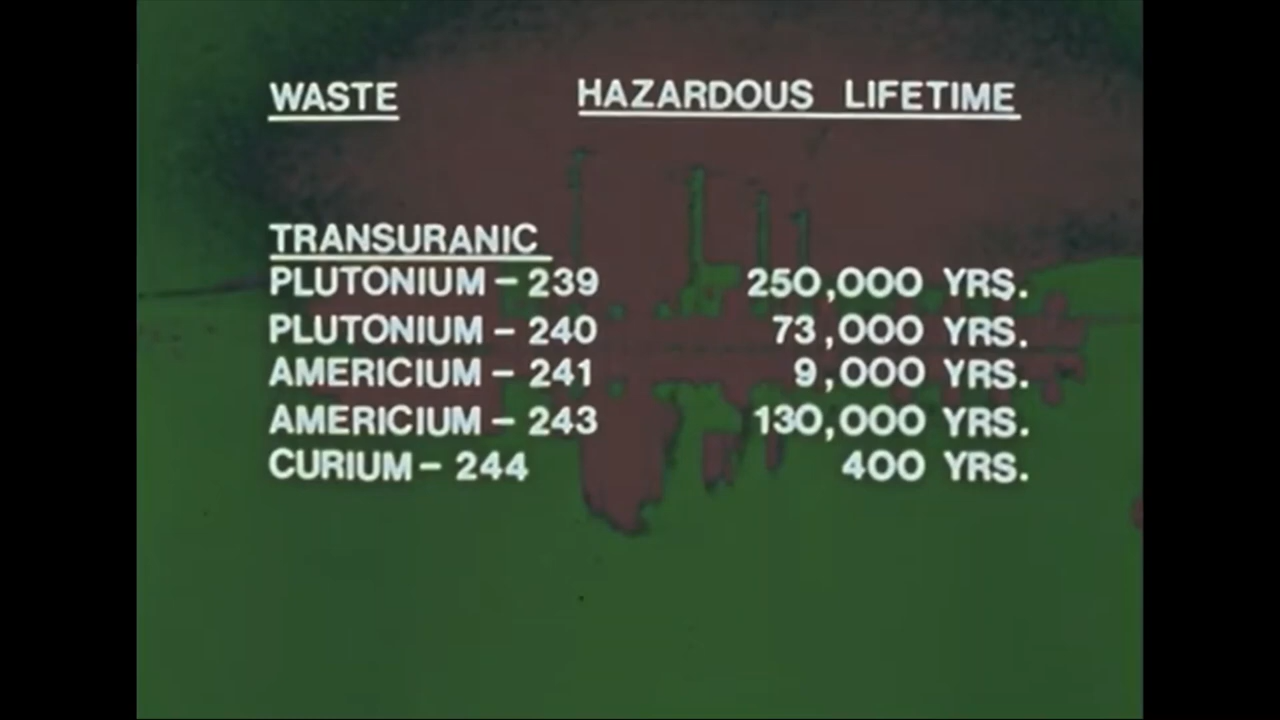 WASTE HAZARDOUS LIFETIME
TRANSURANIC
PLUTONIUM – 239 250,000 YRS.
PLUTONIUM – 240 73,000 YRS.
AMERICIUM – 241 9,000 YRS.
AMERICIUM – 243 130,000 YRS.
CURIUM – 244 400 YRS.